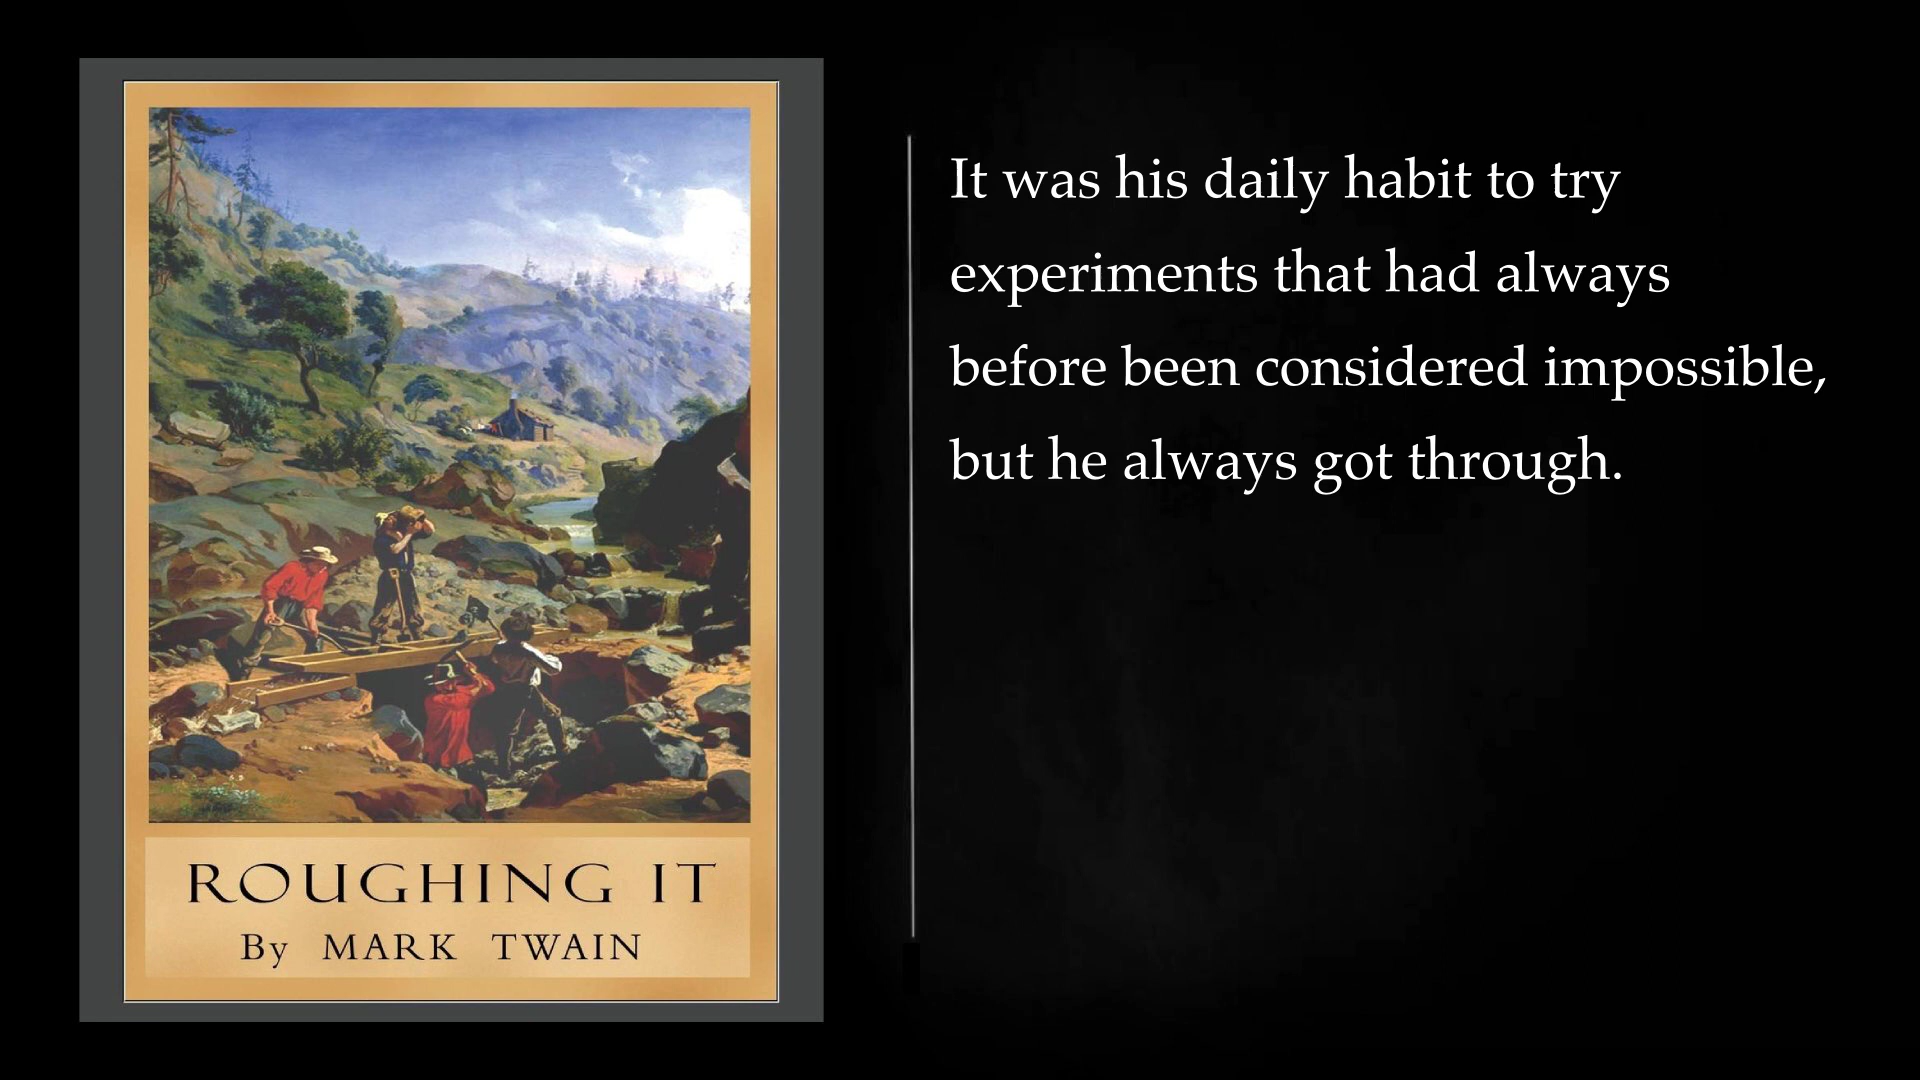 ROUGHING IT
By MARK TWAIN
It was his daily habit to try
experiments that had always
before been considered impossible,
but he always got through.